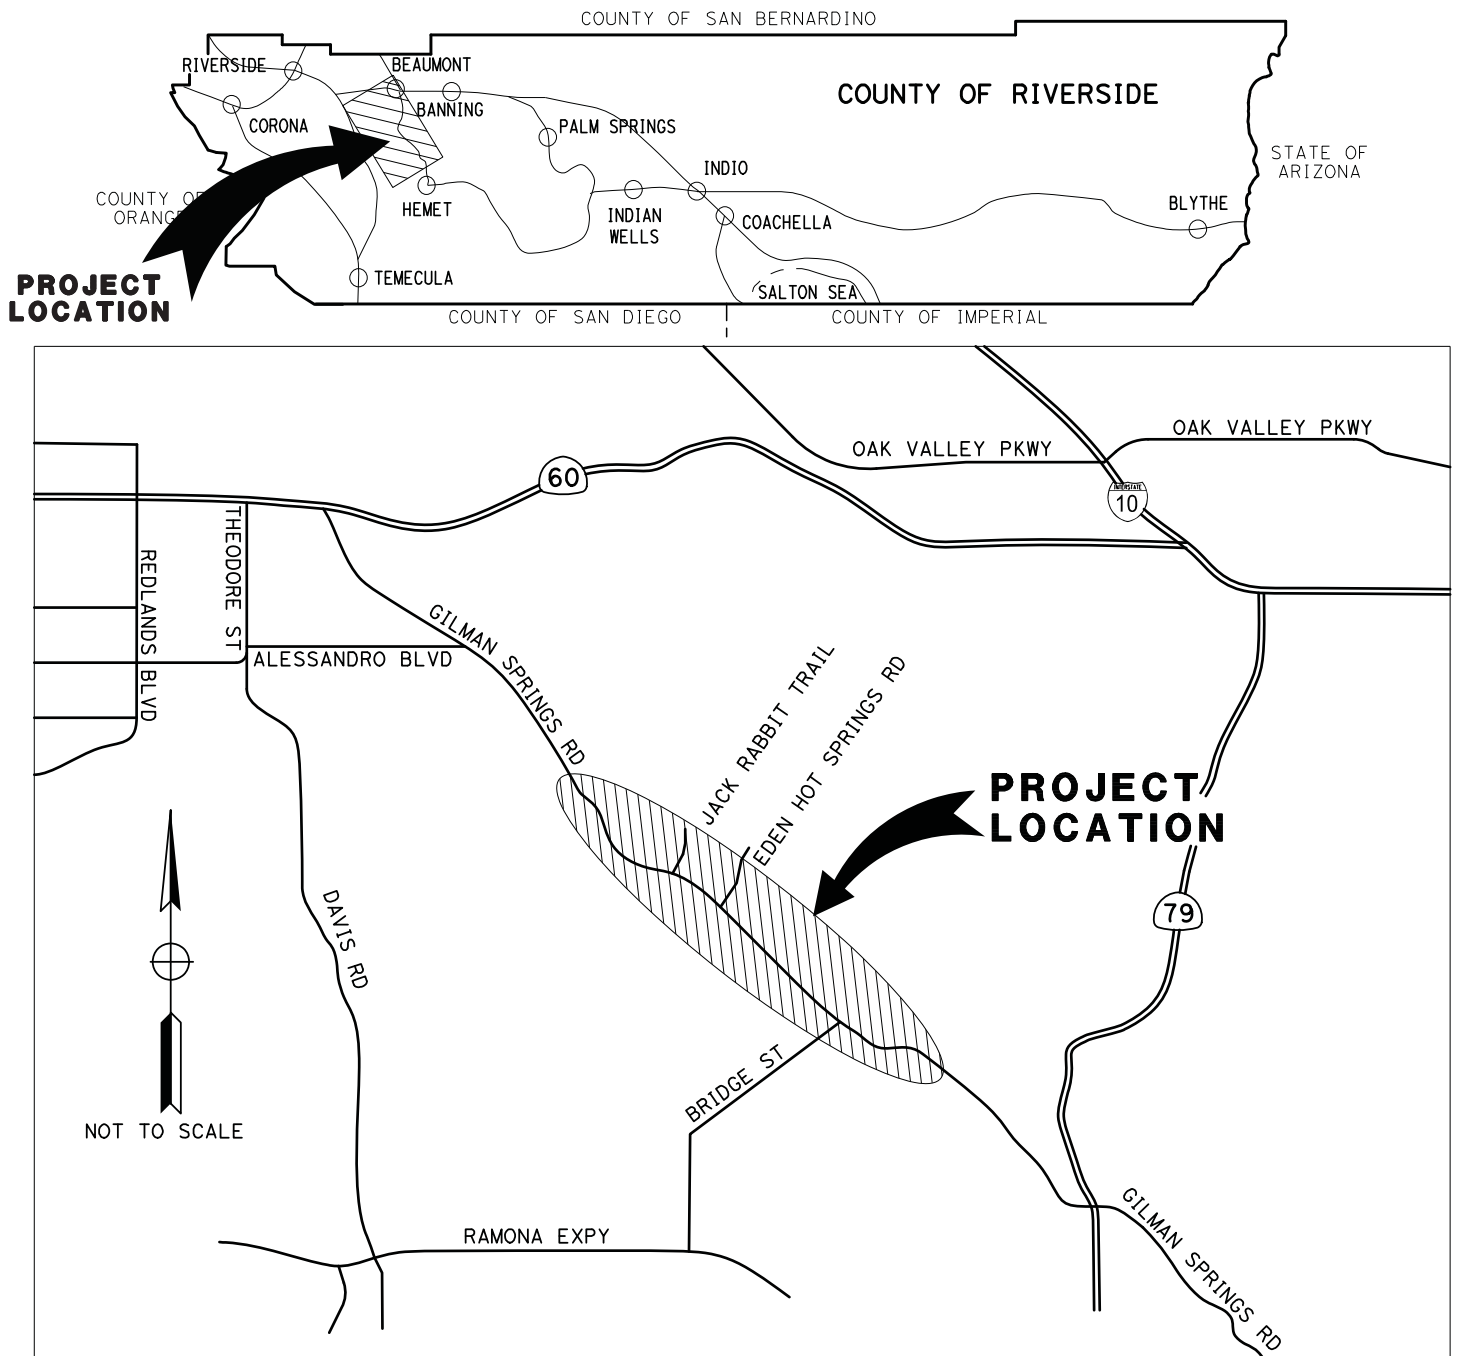 COUNTY OF SAN BERNARDINO
RIVERSIDE
BEAUMONT
COUNTY OF RIVERSIDE
BANNING
CORONA
PALM SPRINGS
STATE OF
ARIZONA
INDIO
COUNTY OF
ORANGE
HEMET
INDIAN
WELLS
COACHELLA
BLYTHE
PROJECT
LOCATION
TEMECULA
SALTON SEA
COUNTY OF SAN DIEGO
COUNTY OF IMPERIAL
OAK VALLEY PKWY
OAK VALLEY PKWY
60
INTERSTATE
10
THEODORE ST
REDLANDS BLVD
GILMAN SPRINGS RD
ALESSANDRO BLVD
JACK RABBIT TRAIL
EDEN HOT SPRINGS RD
PROJECT
LOCATION
79
DAVIS RD
BRIDGE ST
NOT TO SCALE
RAMONA EXPY
GILMAN SPRINGS RD